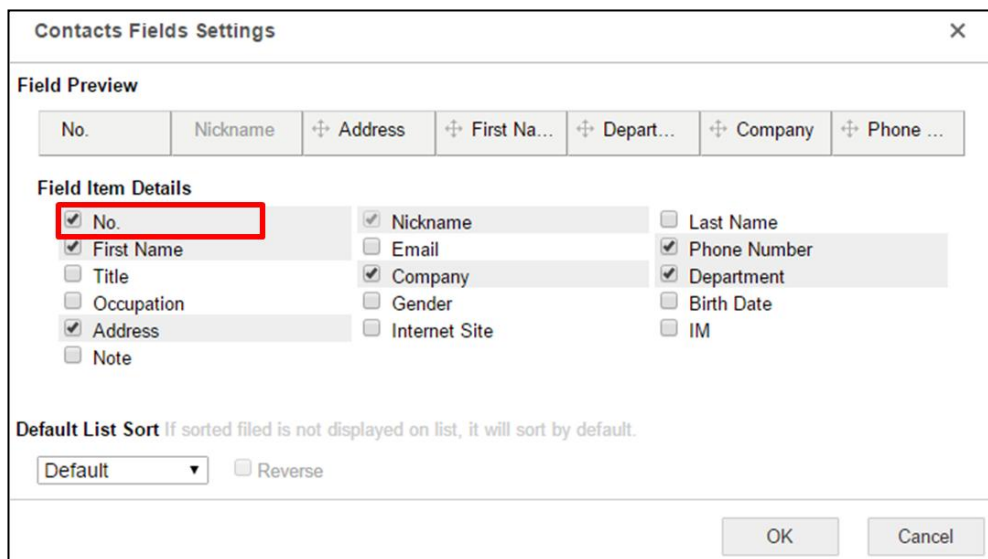 Contacts Fields Settings
Field Preview
No. Nickname Address First Na... Depart... Company Phone ...
Field Item Details
No. Nickname Last Name
First Name Email Phone Number
Title Company Department
Occupation Gender Birth Date
Address Internet Site IM
Note
Default List Sort If sorted filed is not displayed on list, it will sort by default.
Default Reverse
OK Cancel